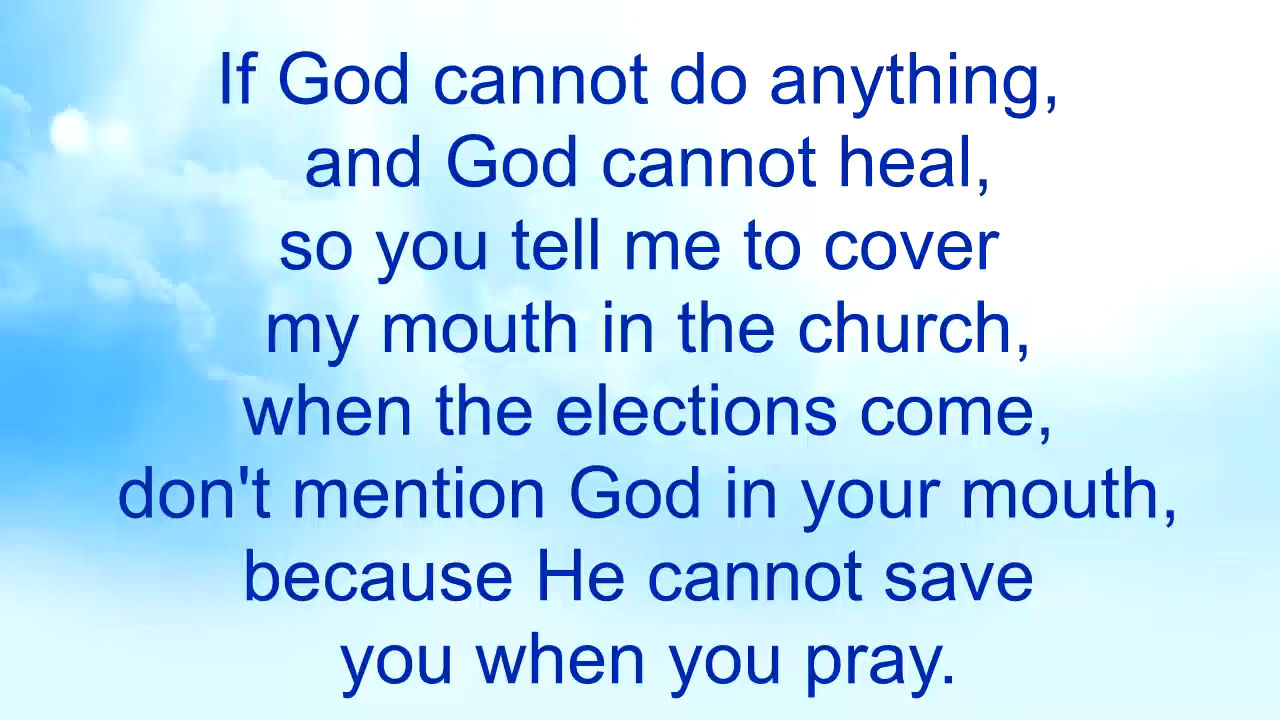 If God cannot do anything,
and God cannot heal,
so you tell me to cover
my mouth in the church,
when the elections come,
don't mention God in your mouth,
because He cannot save
you when you pray.